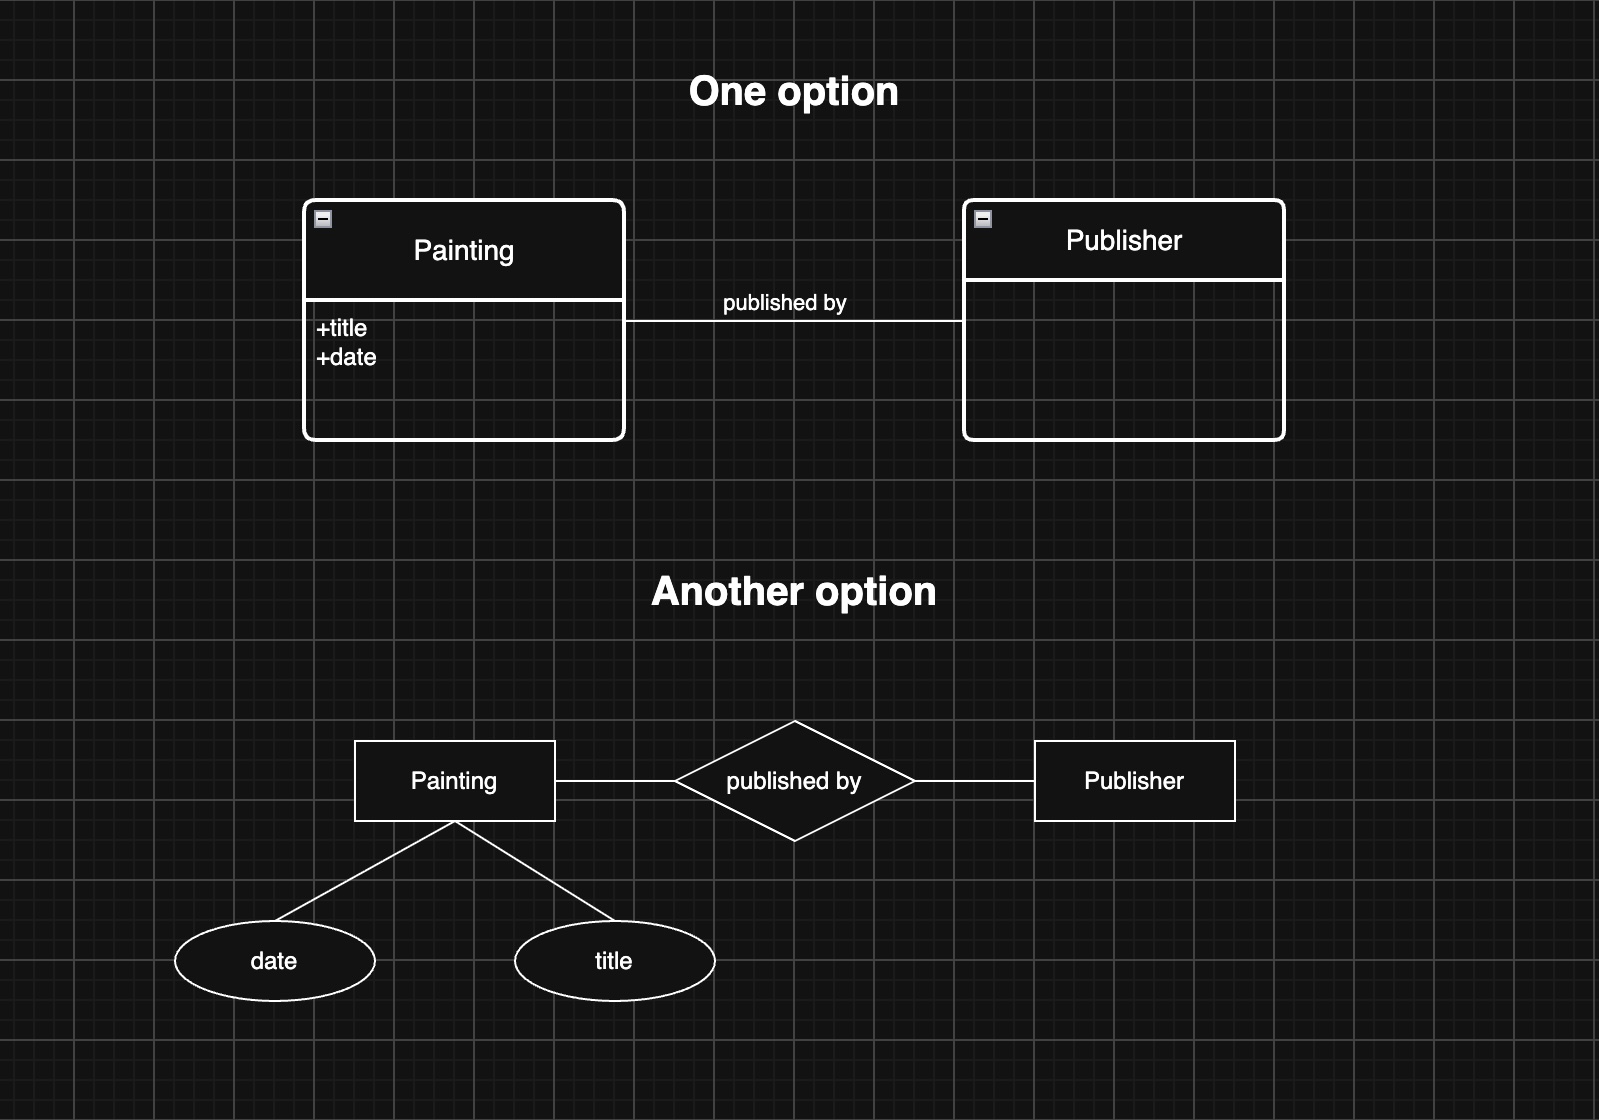 One option
Painting
Publisher
published by
+title
+date
Another option
Painting
published by
Publisher
date
title